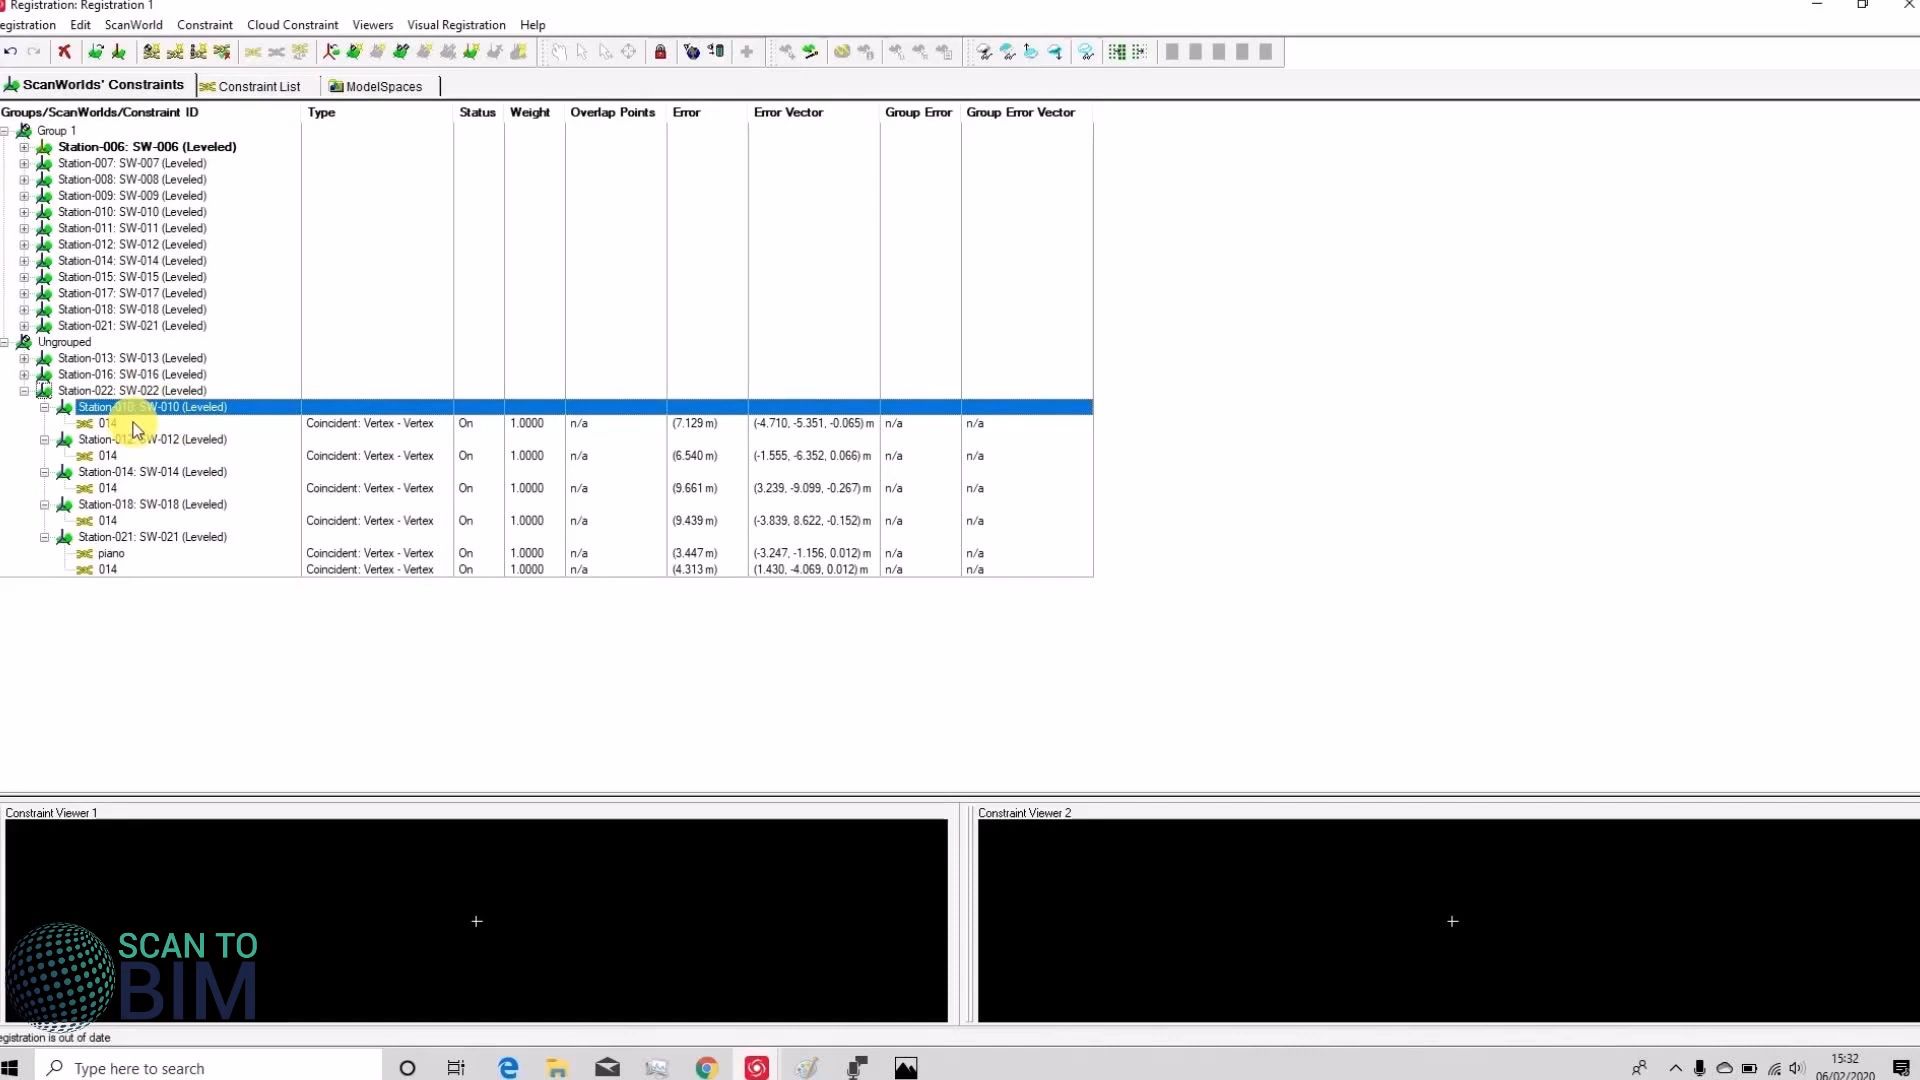 Registration: Registration 1
egistration Edit ScanWorld Constraint Cloud Constraint Viewers Visual Registration Help
ScanWorlds' Constraints Constraint List ModelSpaces
Groups/ScanWorlds/Constraint ID Type Status Weight Overlap Points Error Error Vector Group Error Group Error Vector
Group 1
Station-006: SW-006 (Leveled)
Station-007: SW-007 (Leveled)
Station-008: SW-008 (Leveled)
Station-009: SW-009 (Leveled)
Station-010: SW-010 (Leveled)
Station-011: SW-011 (Leveled)
Station-012: SW-012 (Leveled)
Station-014: SW-014 (Leveled)
Station-015: SW-015 (Leveled)
Station-017: SW-017 (Leveled)
Station-018: SW-018 (Leveled)
Station-021: SW-021 (Leveled)
Ungrouped
Station-013: SW-013 (Leveled)
Station-016: SW-016 (Leveled)
Station-022: SW-022 (Leveled)
Station-010: SW-010 (Leveled)
014 Coincident: Vertex - Vertex On 1.0000 n/a (7.129 m) (-4.710, -5.351, -0.065) m n/a n/a
Station-012: SW-012 (Leveled)
014 Coincident: Vertex - Vertex On 1.0000 n/a (6.540 m) (-1.555, -6.352, 0.066) m n/a n/a
Station-014: SW-014 (Leveled)
014 Coincident: Vertex - Vertex On 1.0000 n/a (9.661 m) (3.239, -9.099, -0.267) m n/a n/a
Station-018: SW-018 (Leveled)
014 Coincident: Vertex - Vertex On 1.0000 n/a (9.439 m) (-3.839, 8.622, -0.152) m n/a n/a
Station-021: SW-021 (Leveled)
piano Coincident: Vertex - Vertex On 1.0000 n/a (3.447 m) (-3.247, -1.156, 0.012) m n/a n/a
014 Coincident: Vertex - Vertex On 1.0000 n/a (4.313 m) (1.430, -4.069, 0.012) m n/a n/a
Constraint Viewer 1 Constraint Viewer 2
SCAN TO
BIM
egistration is out of date
Type here to search
15:32
06/02/2020